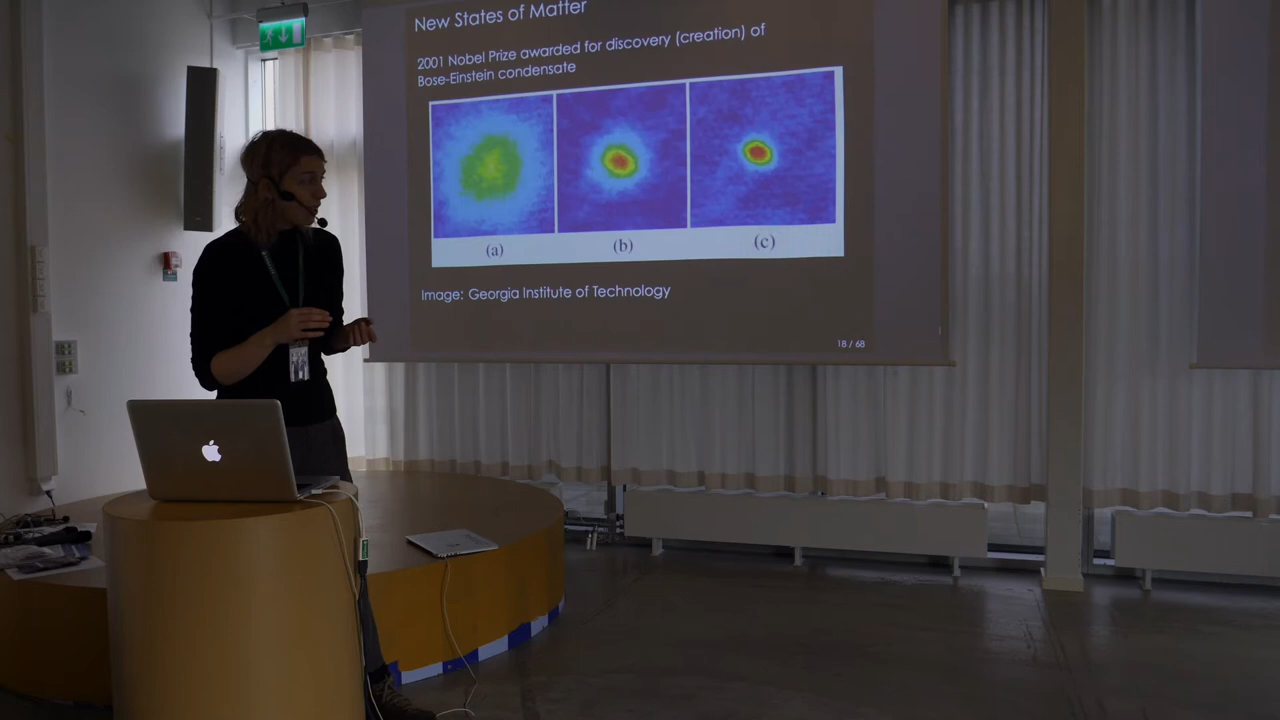 New States of Matter
2001 Nobel Prize awarded for discovery (creation) of
Bose-Einstein condensate
(a) (b) (c)
Image: Georgia Institute of Technology
18 / 68